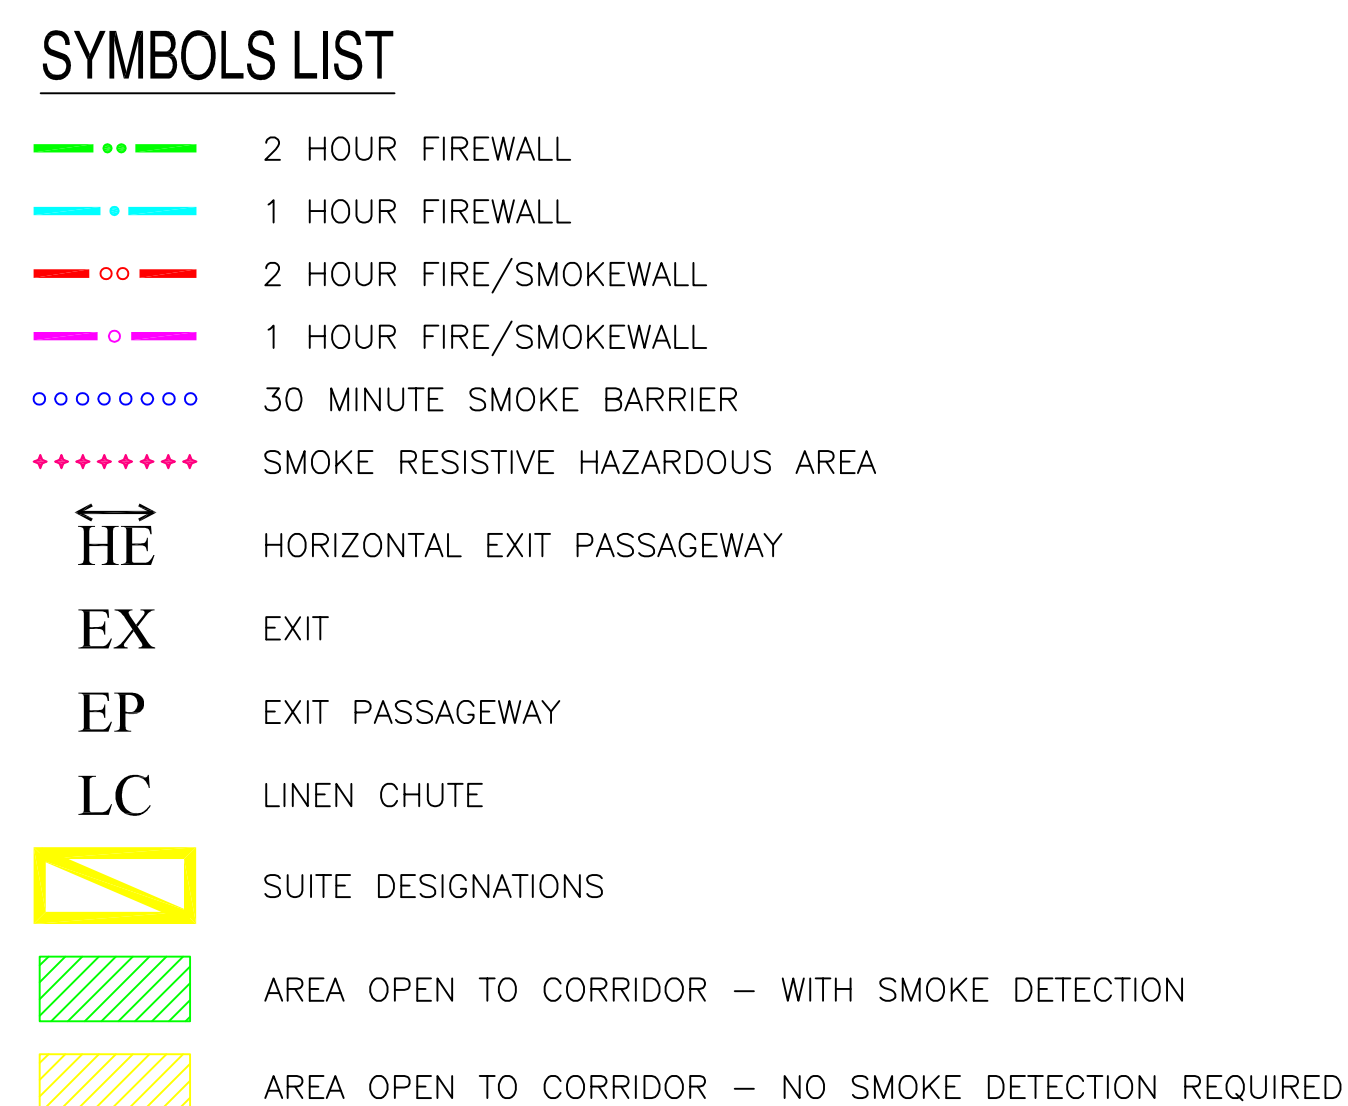 SYMBOLS LIST
2 HOUR FIREWALL
1 HOUR FIREWALL
2 HOUR FIRE/SMOKEWALL
1 HOUR FIRE/SMOKEWALL
30 MINUTE SMOKE BARRIER
SMOKE RESISTIVE HAZARDOUS AREA
HE HORIZONTAL EXIT PASSAGEWAY
EX EXIT
EP EXIT PASSAGEWAY
LC LINEN CHUTE
SUITE DESIGNATIONS
AREA OPEN TO CORRIDOR – WITH SMOKE DETECTION
AREA OPEN TO CORRIDOR – NO SMOKE DETECTION REQUIRED